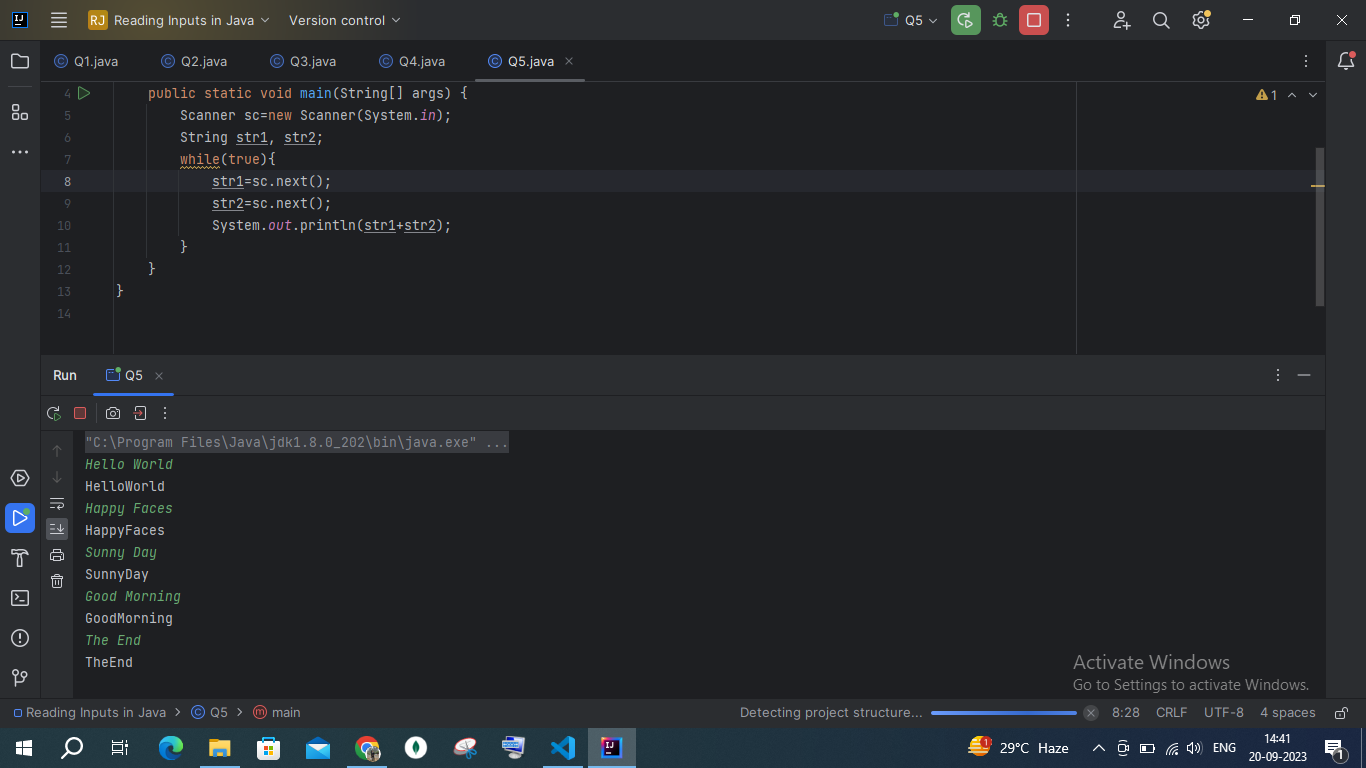 RJ Reading Inputs in Java Version control Q5
Q1.java Q2.java Q3.java Q4.java Q5.java
4 public static void main(String[] args) {
1
5 Scanner sc=new Scanner(System.in);
6 String str1, str2;
7 while(true){
8 str1=sc.next();
9 str2=sc.next();
10 System.out.println(str1+str2);
11 }
12 }
13 }
14
Run Q5
"C:\Program Files\Java\jdk1.8.0_202\bin\java.exe" ...
Hello World
HelloWorld
Happy Faces
HappyFaces
Sunny Day
SunnyDay
Good Morning
GoodMorning
The End
TheEnd
Activate Windows
Go to Settings to activate Windows.
Reading Inputs in Java > Q5 > main Detecting project structure... 8:28 CRLF UTF-8 4 spaces
29°C Haze ENG 14:41
20-09-2023